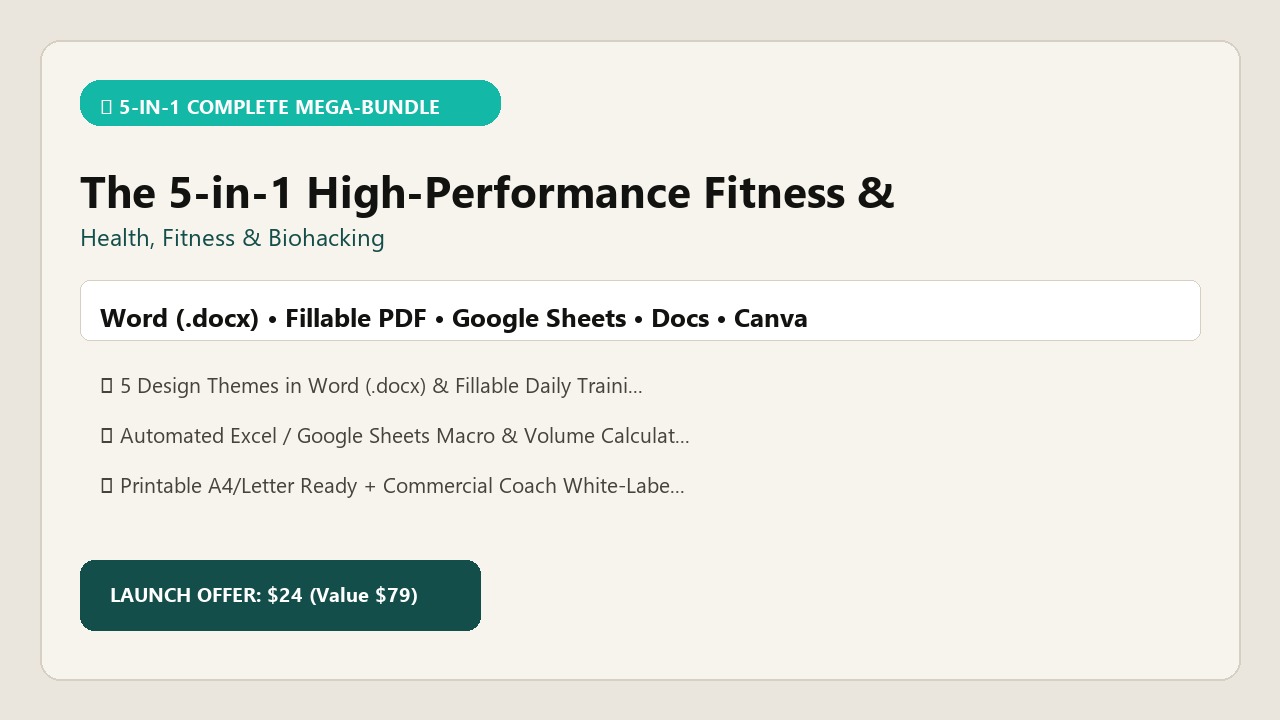 ▯ 5-IN-1 COMPLETE MEGA-BUNDLE
The 5-in-1 High-Performance Fitness &
Health, Fitness & Biohacking
Word (.docx) • Fillable PDF • Google Sheets • Docs • Canva
▯ 5 Design Themes in Word (.docx) & Fillable Daily Traini...
▯ Automated Excel / Google Sheets Macro & Volume Calculat...
▯ Printable A4/Letter Ready + Commercial Coach White-Labe...
LAUNCH OFFER: $24 (Value $79)